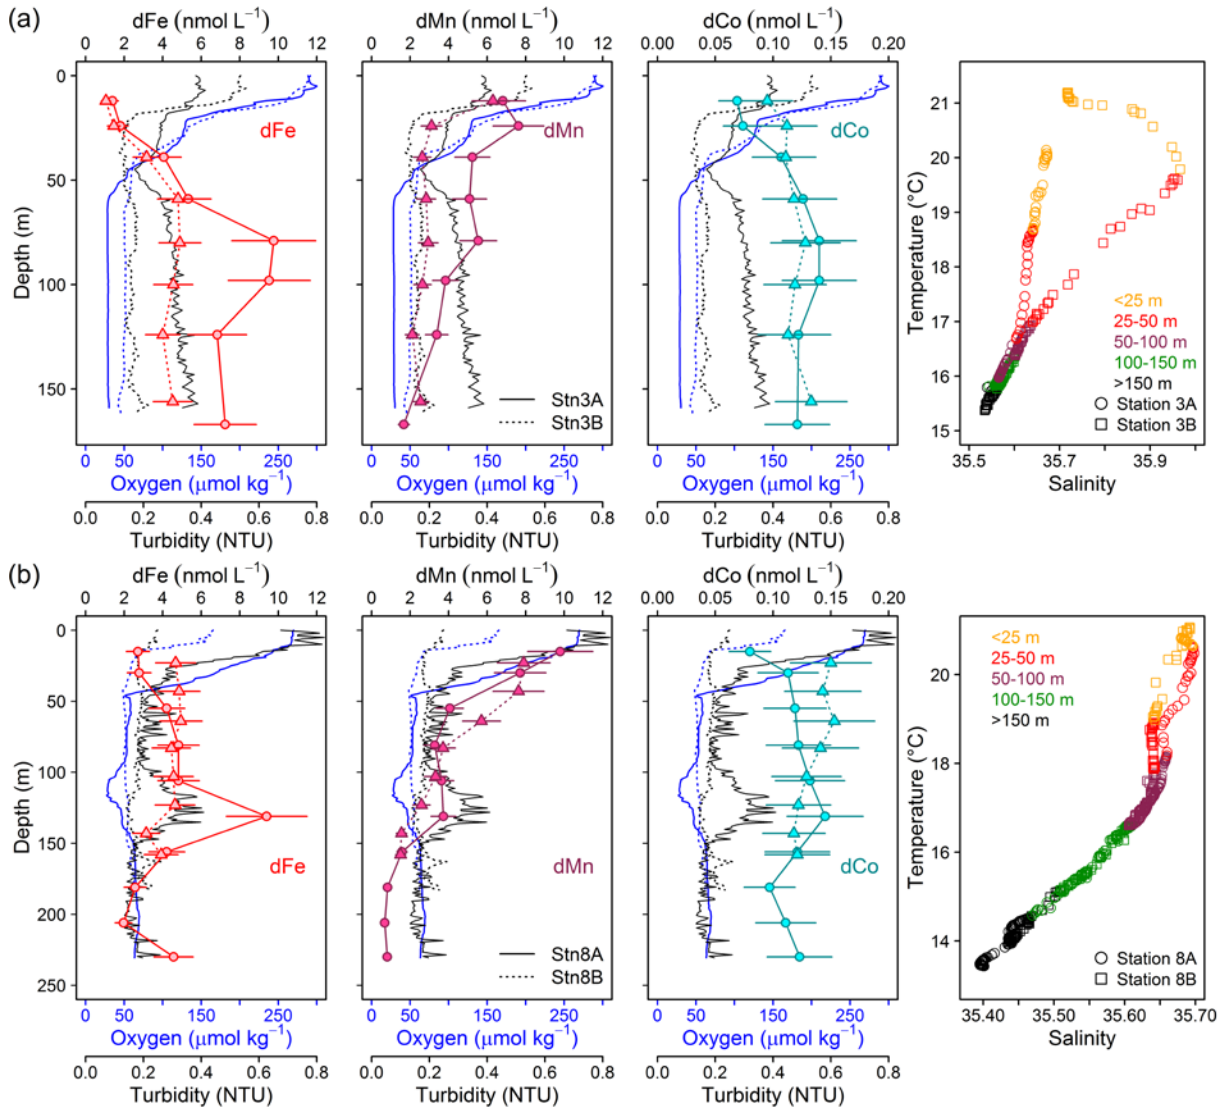 (a)
dFe (nmol L⁻¹)
dMn (nmol L⁻¹)
dCo (nmol L⁻¹)
0 2 4 6 8 10 12
0 2 4 6 8 10 12
0.00 0.05 0.10 0.15 0.20
0
50
100
150
Depth (m)
dFe
dMn
dCo
Stn3A
Stn3B
0 50 150 250
0 50 150 250
0 50 150 250
Oxygen (μmol kg⁻¹)
Oxygen (μmol kg⁻¹)
Oxygen (μmol kg⁻¹)
0.0 0.2 0.4 0.6 0.8
0.0 0.2 0.4 0.6 0.8
0.0 0.2 0.4 0.6 0.8
Turbidity (NTU)
Turbidity (NTU)
Turbidity (NTU)
21
20
19
18
17
16
15
Temperature (°C)
<25 m
25-50 m
50-100 m
100-150 m
>150 m
Station 3A
Station 3B
35.5 35.7 35.9
Salinity
(b)
dFe (nmol L⁻¹)
dMn (nmol L⁻¹)
dCo (nmol L⁻¹)
0 2 4 6 8 10 12
0 2 4 6 8 10 12
0.00 0.05 0.10 0.15 0.20
0
50
100
150
200
250
Depth (m)
dFe
dMn
dCo
Stn8A
Stn8B
0 50 150 250
0 50 150 250
0 50 150 250
Oxygen (μmol kg⁻¹)
Oxygen (μmol kg⁻¹)
Oxygen (μmol kg⁻¹)
0.0 0.2 0.4 0.6 0.8
0.0 0.2 0.4 0.6 0.8
0.0 0.2 0.4 0.6 0.8
Turbidity (NTU)
Turbidity (NTU)
Turbidity (NTU)
20
18
16
14
Temperature (°C)
<25 m
25-50 m
50-100 m
100-150 m
>150 m
Station 8A
Station 8B
35.40 35.50 35.60 35.70
Salinity